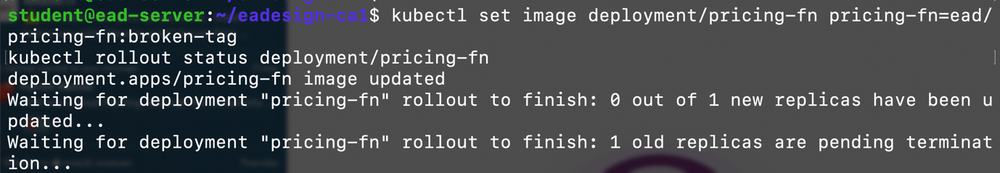 student@ead-server:~/eadesign-ca1$ kubectl set image deployment/pricing-fn pricing-fn=ead/
pricing-fn:broken-tag
[kubectl rollout status deployment/pricing-fn ]
deployment.apps/pricing-fn image updated
Waiting for deployment "pricing-fn" rollout to finish: 0 out of 1 new replicas have been u
pdated...
Waiting for deployment "pricing-fn" rollout to finish: 1 old replicas are pending terminat
ion...